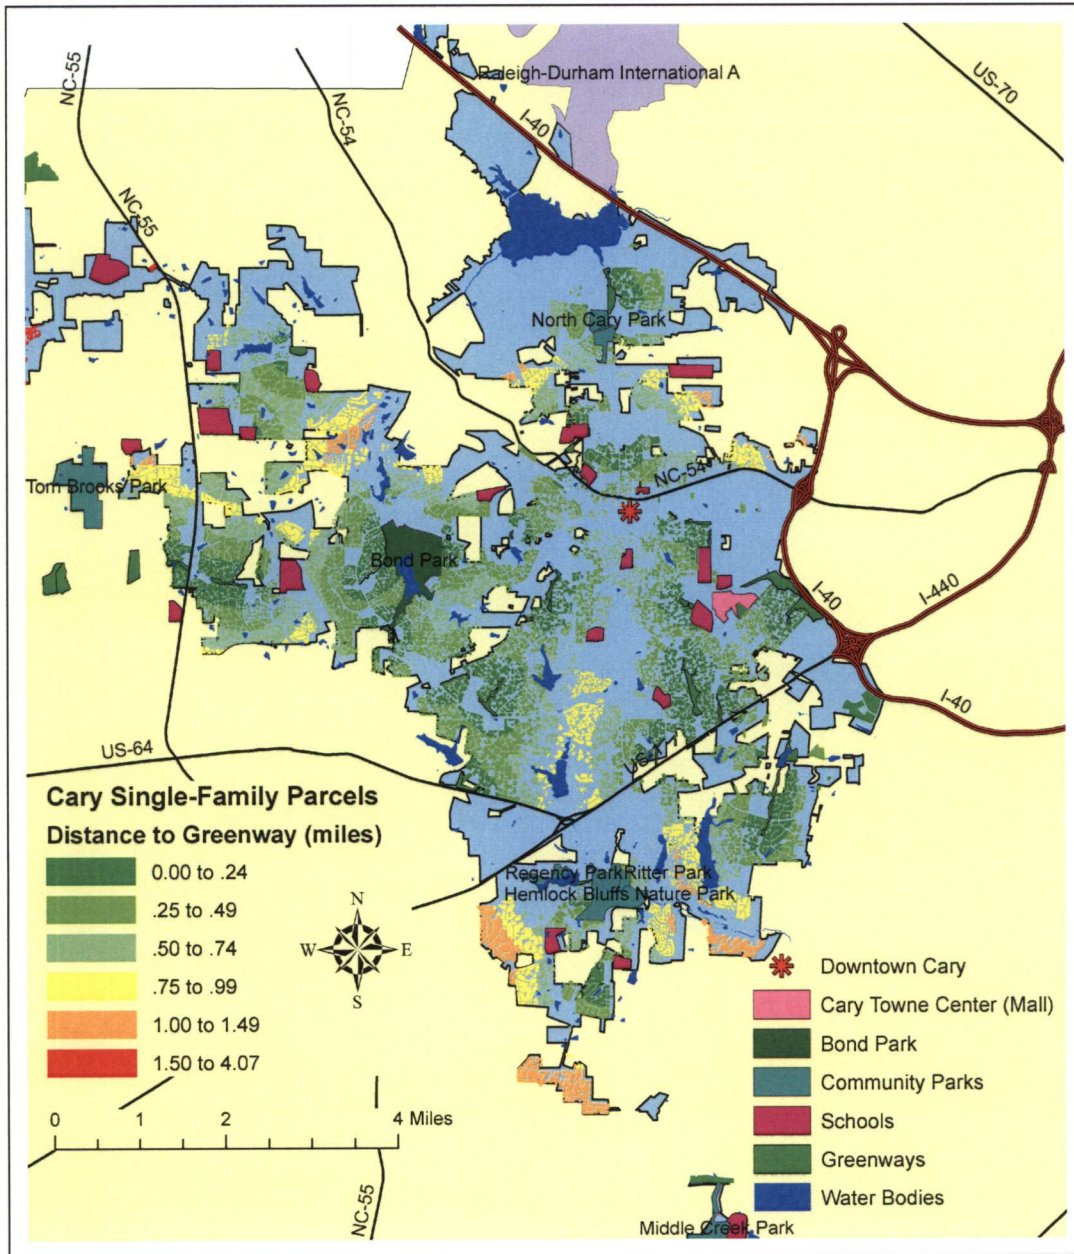 Raleigh-Durham International A
US-70
NC-55
NC-54
I-40
NC-55
North Cary Park
NC-54
Tom Brooks Park
Bond Park
I-40
I-440
I-40
US-64
US-1
Cary Single-Family Parcels
Distance to Greenway (miles)
0.00 to .24
.25 to .49
.50 to .74
.75 to .99
1.00 to 1.49
1.50 to 4.07
N
W E
S
Regency Park Ritter Park
Hemlock Bluffs Nature Park
Downtown Cary
Cary Towne Center (Mall)
Bond Park
Community Parks
Schools
Greenways
Water Bodies
0 1 2 4 Miles
NC-55
Middle Creek Park